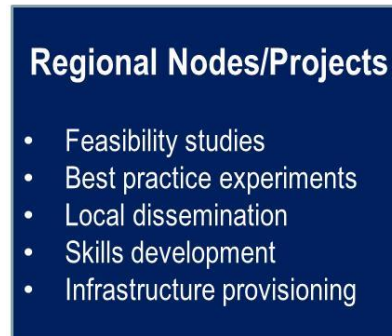 Regional Nodes/Projects
• Feasibility studies
• Best practice experiments
• Local dissemination
• Skills development
• Infrastructure provisioning